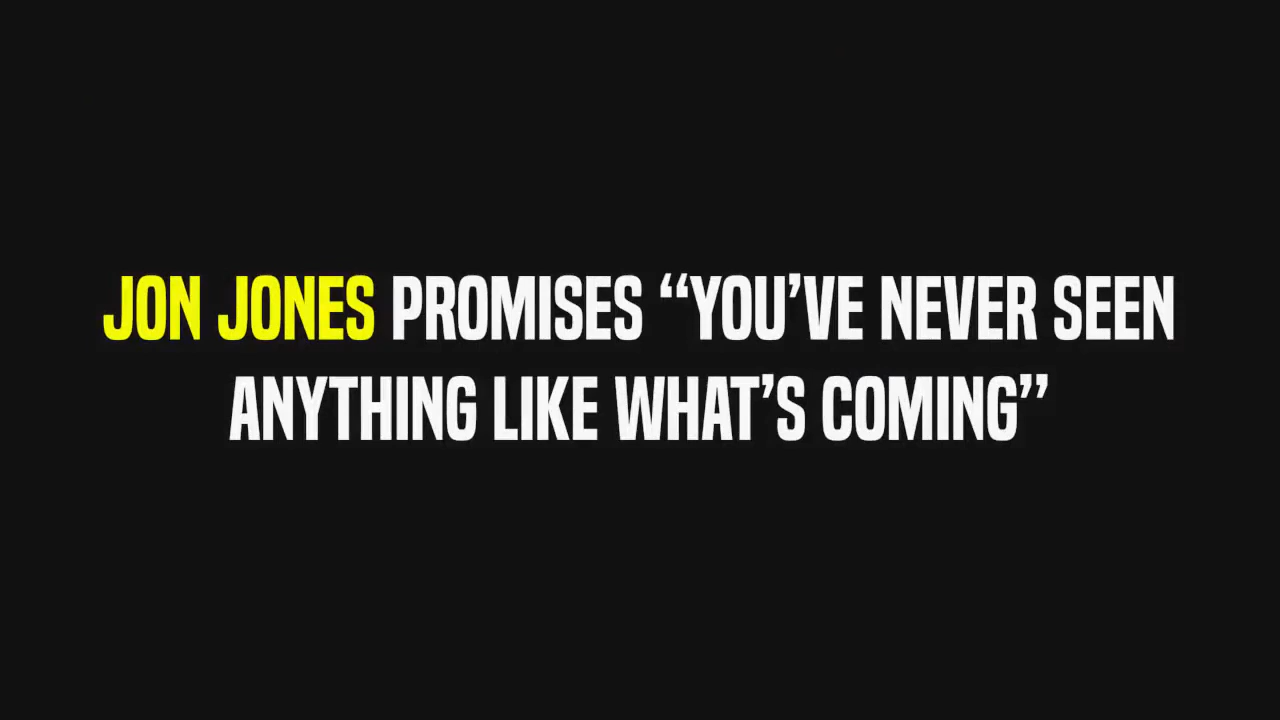 JON JONES PROMISES “YOU’VE NEVER SEEN
ANYTHING LIKE WHAT’S COMING”